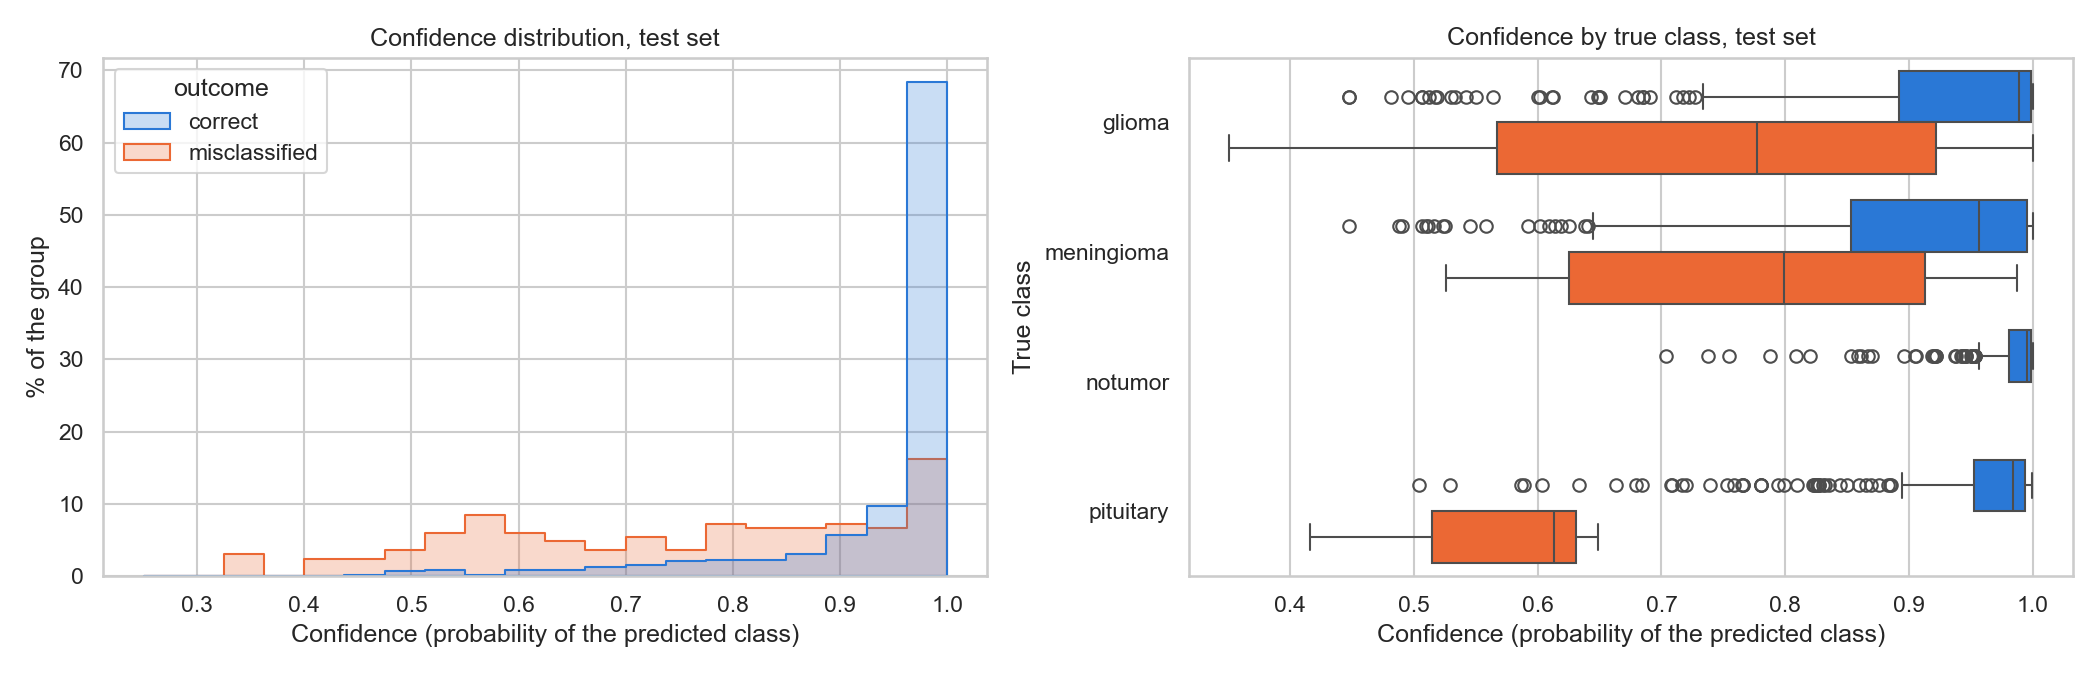 Confidence distribution, test set
outcome
correct
misclassified
% of the group
70
60
50
40
30
20
10
0
0.3 0.4 0.5 0.6 0.7 0.8 0.9 1.0
Confidence (probability of the predicted class)
Confidence by true class, test set
True class
glioma
meningioma
notumor
pituitary
0.4 0.5 0.6 0.7 0.8 0.9 1.0
Confidence (probability of the predicted class)